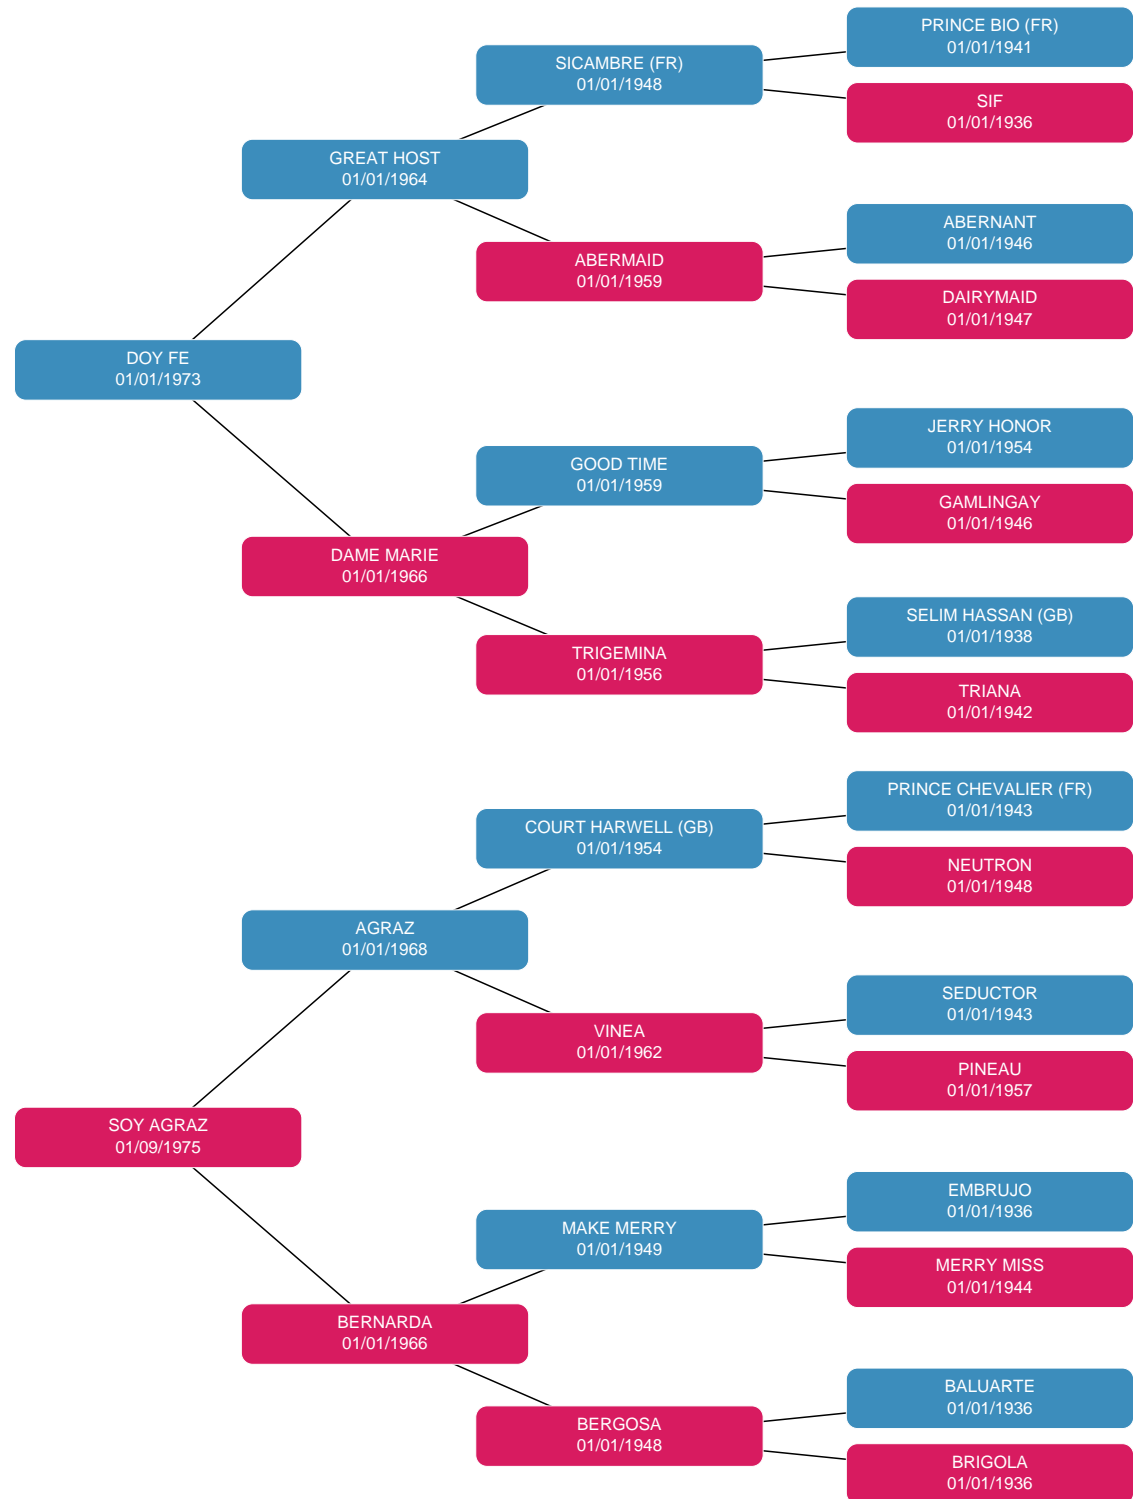 PRINCE BIO (FR)
01/01/1941
SICAMBRE (FR)
01/01/1948
SIF
01/01/1936
GREAT HOST
01/01/1964
ABERNANT
01/01/1946
ABERMAID
01/01/1959
DAIRYMAID
01/01/1947
DOY FE
01/01/1973
JERRY HONOR
01/01/1954
GOOD TIME
01/01/1959
GAMLINGAY
01/01/1946
DAME MARIE
01/01/1966
SELIM HASSAN (GB)
01/01/1938
TRIGEMINA
01/01/1956
TRIANA
01/01/1942
PRINCE CHEVALIER (FR)
01/01/1943
COURT HARWELL (GB)
01/01/1954
NEUTRON
01/01/1948
AGRAZ
01/01/1968
SEDUCTOR
01/01/1943
VINEA
01/01/1962
PINEAU
01/01/1957
SOY AGRAZ
01/09/1975
EMBRUJO
01/01/1936
MAKE MERRY
01/01/1949
MERRY MISS
01/01/1944
BERNARDA
01/01/1966
BALUARTE
01/01/1936
BERGOSA
01/01/1948
BRIGOLA
01/01/1936